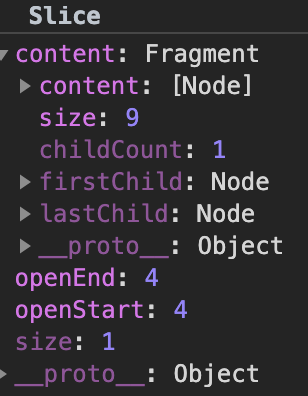 Slice
content: Fragment
content: [Node]
size: 9
childCount: 1
firstChild: Node
lastChild: Node
__proto__: Object
openEnd: 4
openStart: 4
size: 1
__proto__: Object